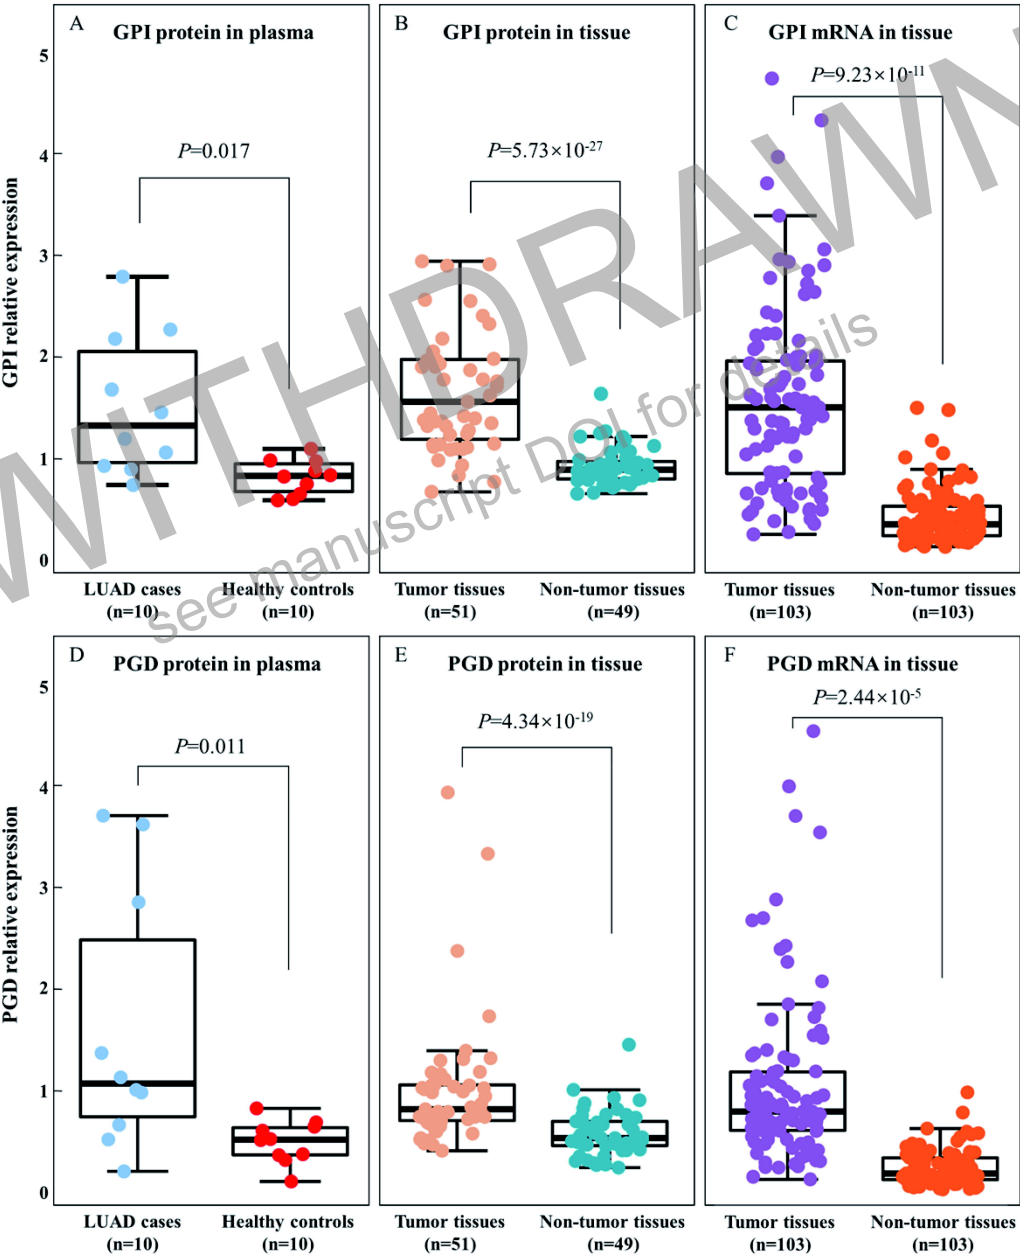 A
GPI protein in plasma
B
GPI protein in tissue
C
GPI mRNA in tissue
GPI relative expression
5
4
3
2
1
0
P=0.017
P=5.73×10-27
P=9.23×10-11
LUAD cases
(n=10)
Healthy controls
(n=10)
Tumor tissues
(n=51)
Non-tumor tissues
(n=49)
Tumor tissues
(n=103)
Non-tumor tissues
(n=103)
WITHDRAWN
see manuscript DOI for details
D
PGD protein in plasma
E
PGD protein in tissue
F
PGD mRNA in tissue
PGD relative expression
5
4
3
2
1
0
P=0.011
P=4.34×10-19
P=2.44×10-5
LUAD cases
(n=10)
Healthy controls
(n=10)
Tumor tissues
(n=51)
Non-tumor tissues
(n=49)
Tumor tissues
(n=103)
Non-tumor tissues
(n=103)